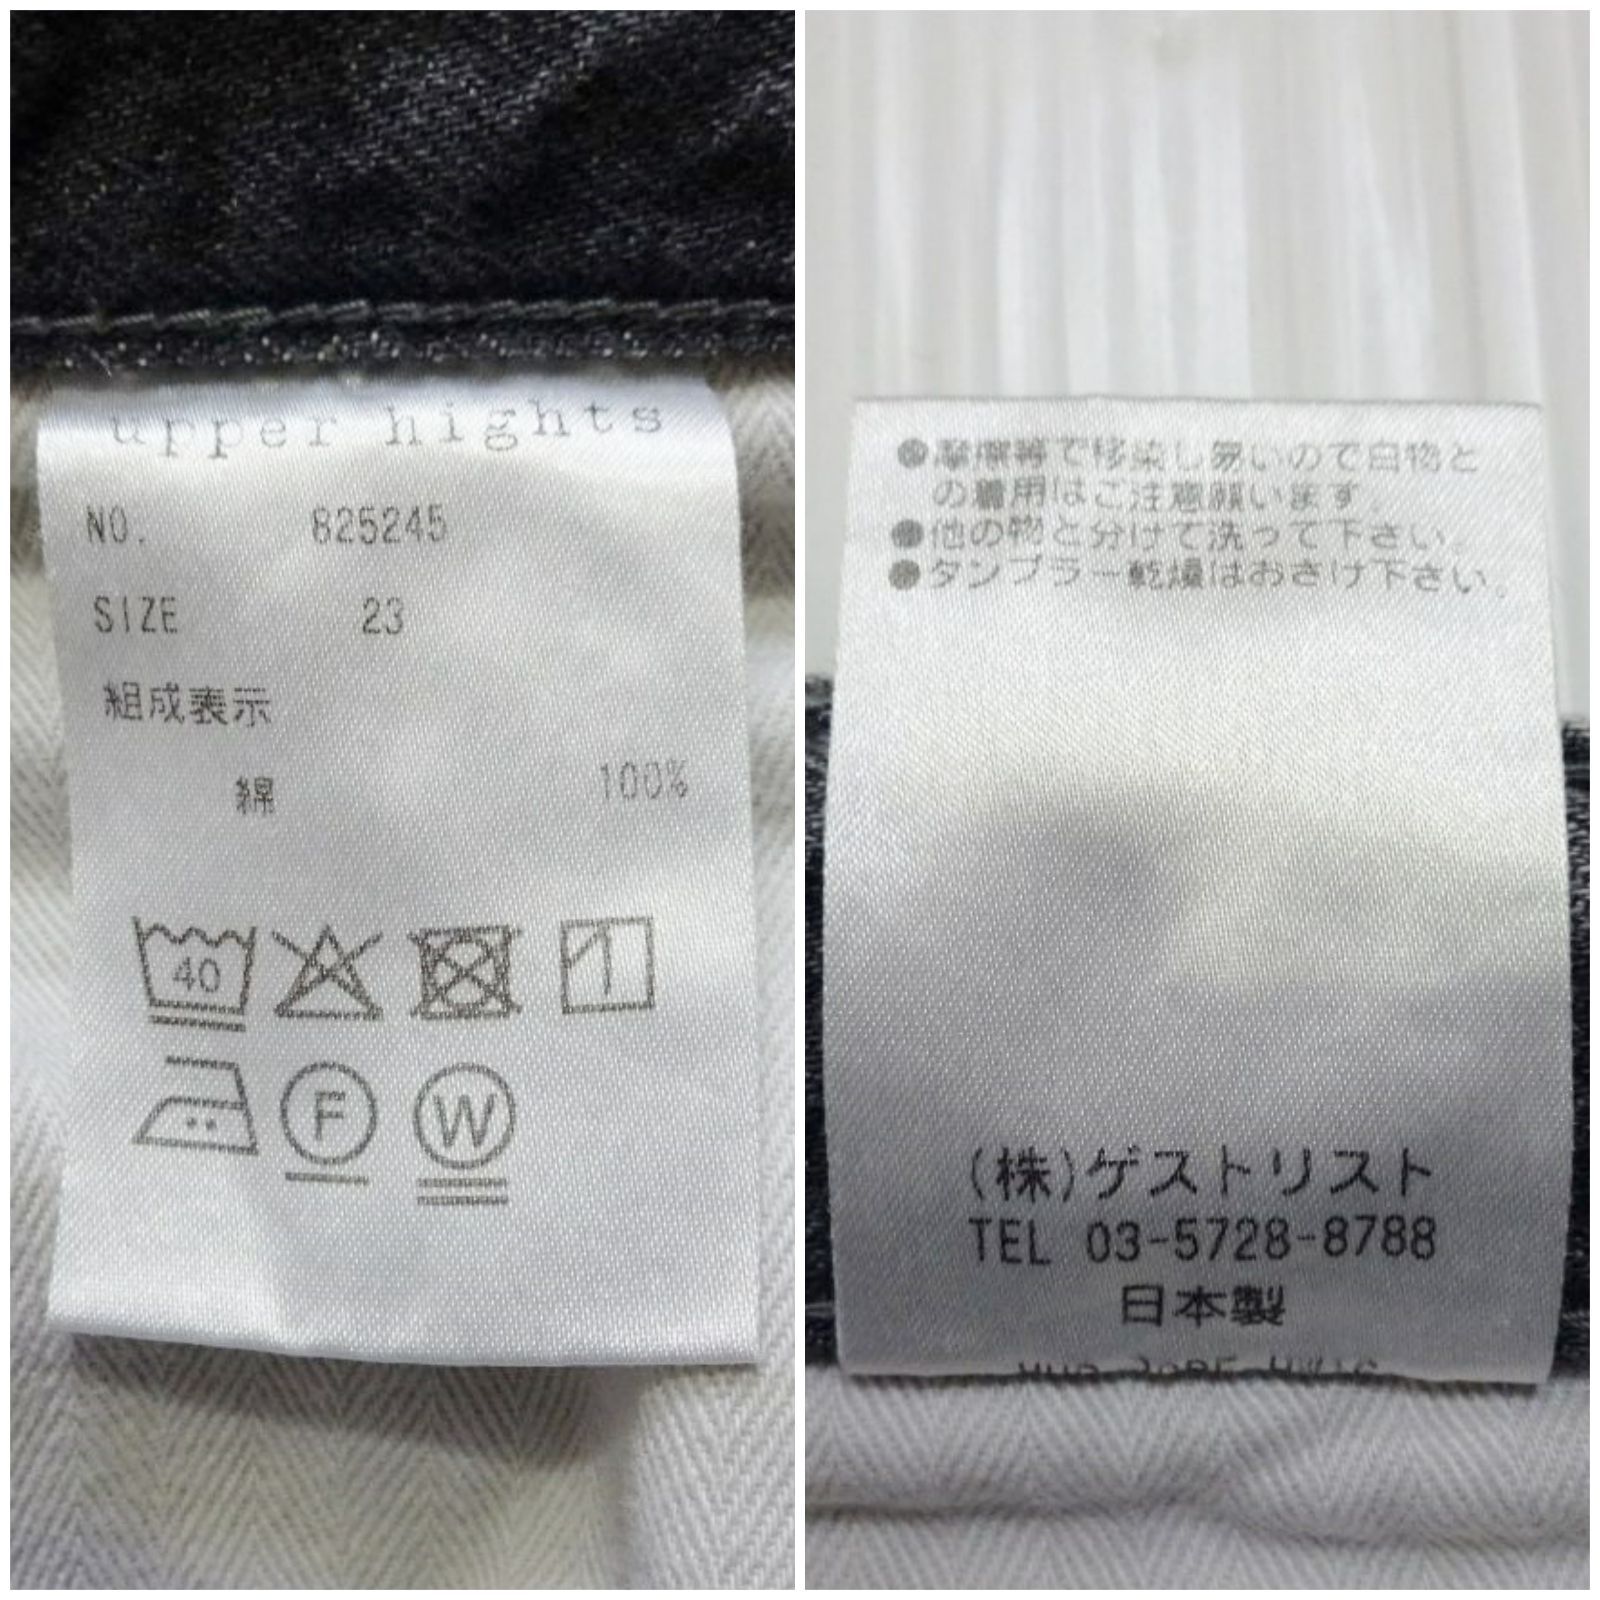 upper hights
NO. 825245
SIZE 23
組成表示
綿 100%
40
F W
●摩擦等で移染し易いので白物と
の着用はご注意願います。
●他の物と分けて洗って下さい。
●タンブラー乾燥はおさけ下さい。
(株)ゲストリスト
TEL 03-5728-8788
日本製